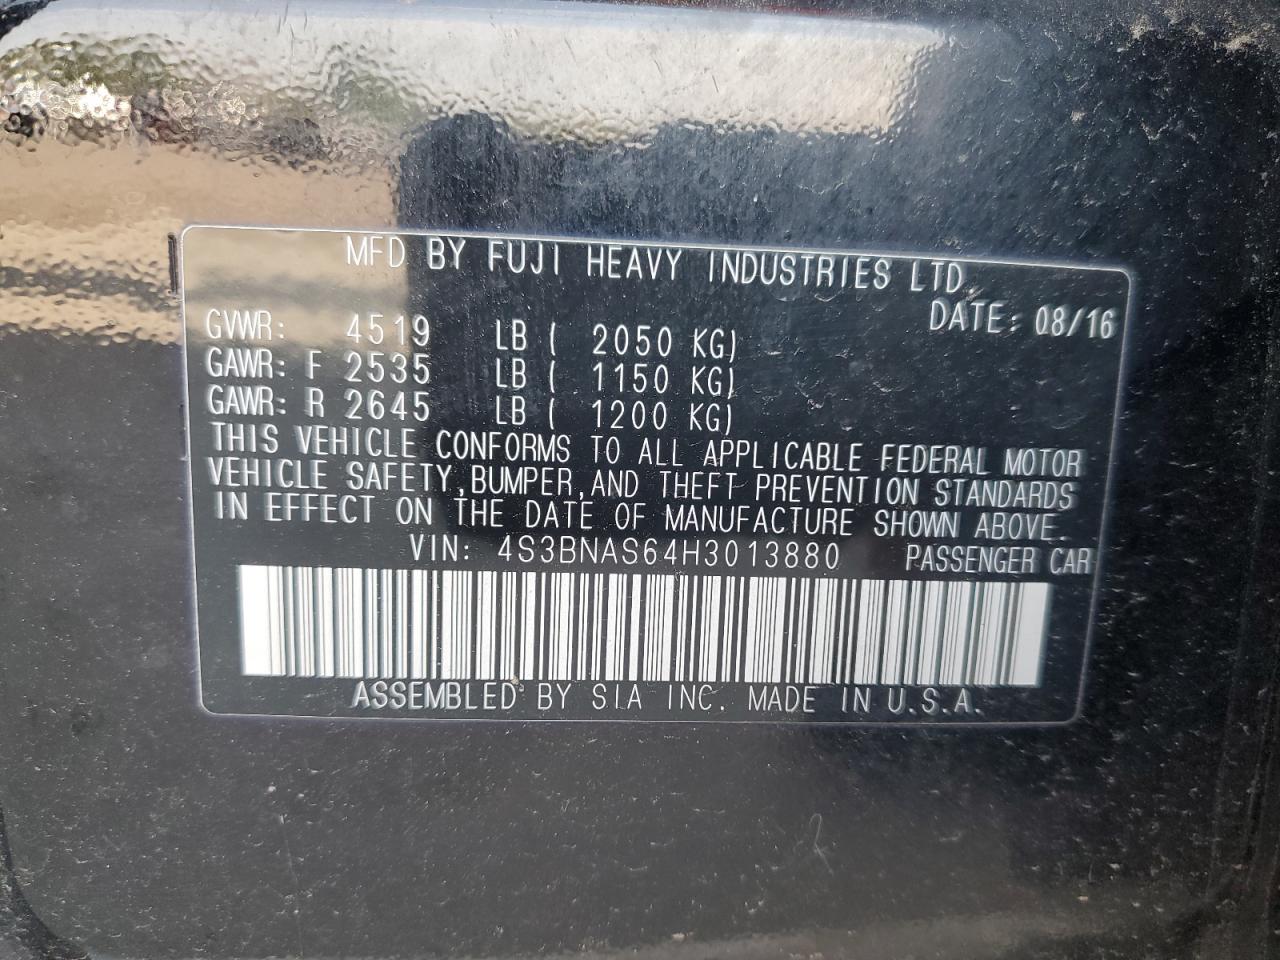 MFD BY FUJI HEAVY INDUSTRIES LTD.
DATE: 08/16
GVWR: 4519 LB ( 2050 KG)
GAWR: F 2535 LB ( 1150 KG)
GAWR: R 2645 LB ( 1200 KG)
THIS VEHICLE CONFORMS TO ALL APPLICABLE FEDERAL MOTOR
VEHICLE SAFETY, BUMPER, AND THEFT PREVENTION STANDARDS
IN EFFECT ON THE DATE OF MANUFACTURE SHOWN ABOVE.
VIN: 4S3BNAS64H3013880 PASSENGER CAR
ASSEMBLED BY SIA INC. MADE IN U.S.A.